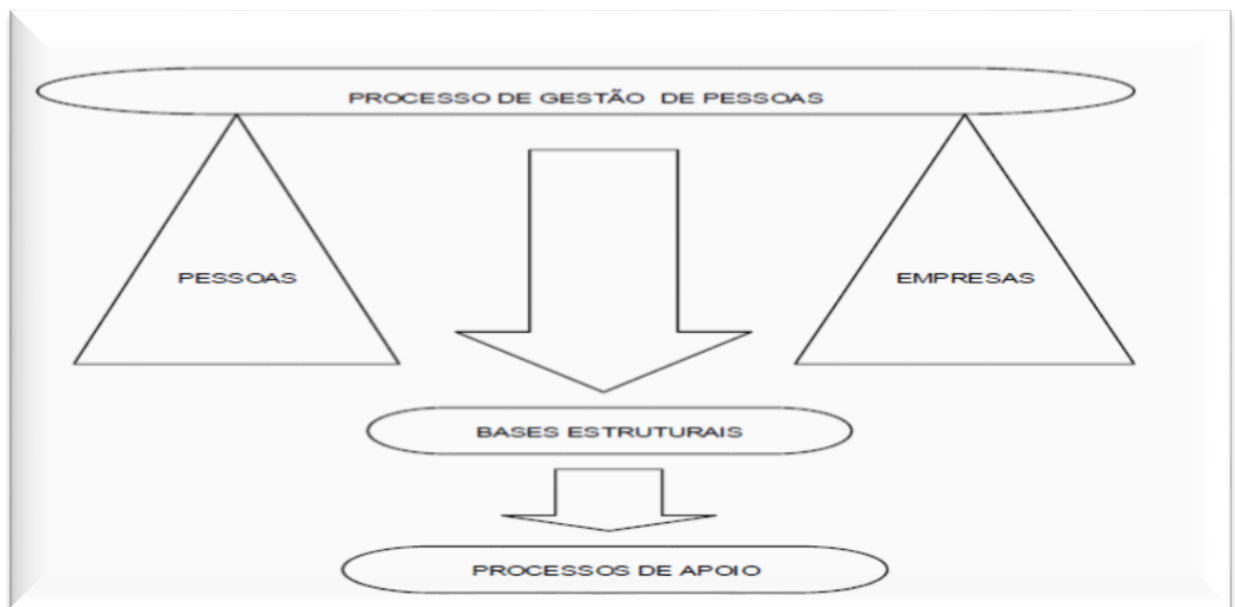 PROCESSO DE GESTÃO DE PESSOAS
PESSOAS
EMPRESAS
BASES ESTRUTURAIS
PROCESSOS DE APOIO